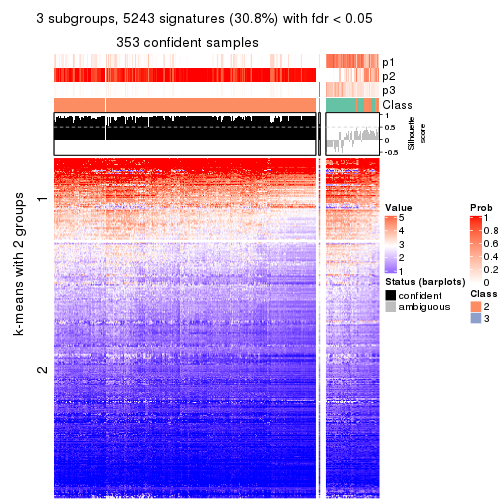 3 subgroups, 5243 signatures (30.8%) with fdr < 0.05
353 confident samples
p1
p2
p3
Class
1
0.5
0
-0.5
Silhouette
score
k-means with 2 groups
1
2
Value
5
4
3
2
1
Prob
1
0.8
0.6
0.4
0.2
0
Status (barplots)
confident
ambiguous
Class
2
3